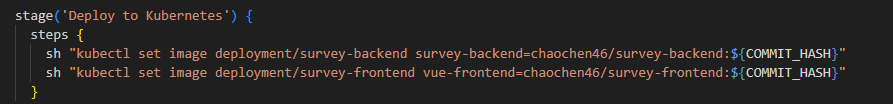 stage('Deploy to Kubernetes') {
  steps {
    sh "kubectl set image deployment/survey-backend survey-backend=chaochen46/survey-backend:${COMMIT_HASH}"
    sh "kubectl set image deployment/survey-frontend vue-frontend=chaochen46/survey-frontend:${COMMIT_HASH}"
  }